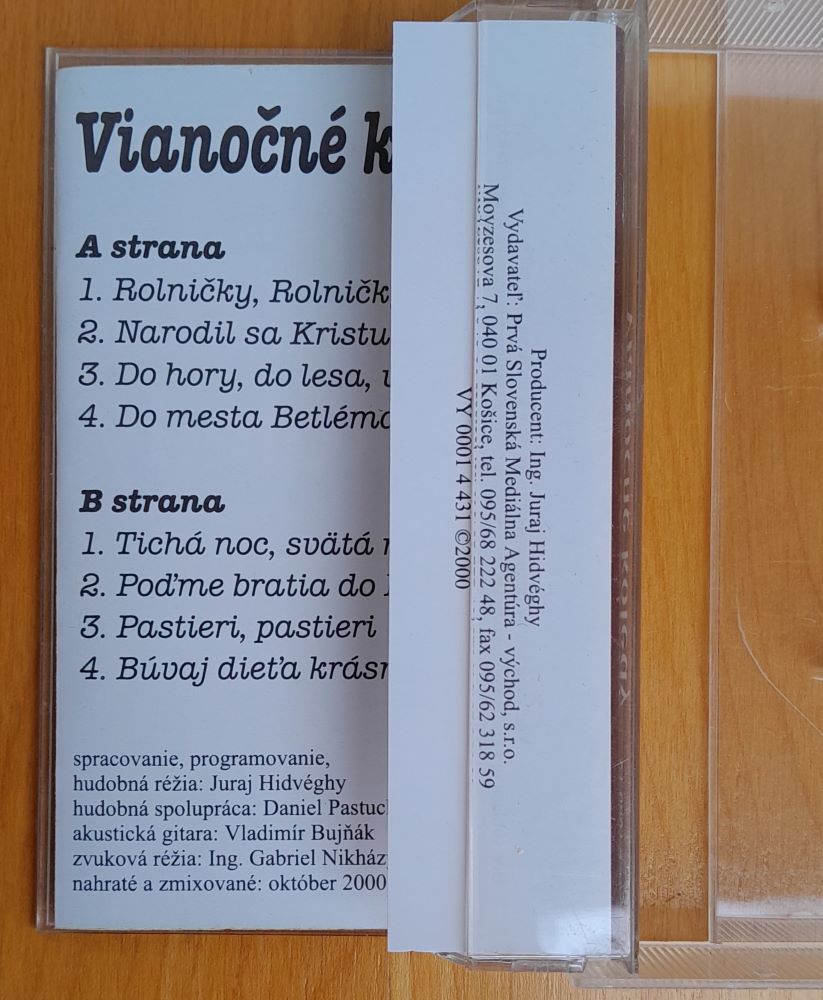 Vianočné k
A strana
1. Rolničky, Rolničk
2. Narodil sa Kristu
3. Do hory, do lesa,
4. Do mesta Betléma
B strana
1. Tichá noc, svätá
2. Poďme bratia do
3. Pastieri, pastieri
4. Búvaj dieťa krásn
spracovanie, programovanie,
hudobná réžia: Juraj Hidvéghy
hudobná spolupráca: Daniel Pastuc
akustická gitara: Vladimír Bujňák
zvuková réžia: Ing. Gabriel Nikház
nahraté a zmixované: október 2000
Producent: Ing. Juraj Hidvéghy
Vydavateľ: Prvá Slovenská Mediálna Agentúra - východ, s.r.o.
Moyzesova 7, 040 01 Košice, tel. 095/68 222 48, fax 095/62 318 59
VY 0001 4 431 ©2000